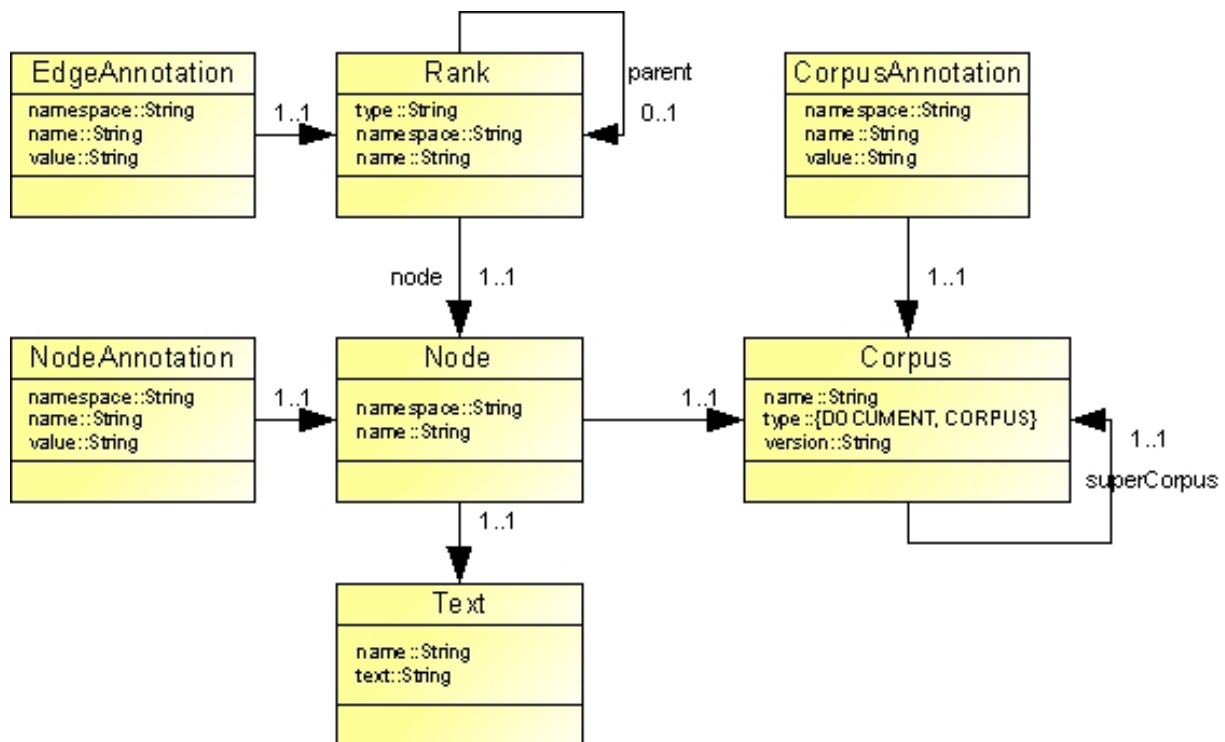 EdgeAnnotation
namespace::String
name::String
value::String
1..1
Rank
type::String
namespace::String
name::String
parent
0..1
CorpusAnnotation
namespace::String
name::String
value::String
node
1..1
1..1
NodeAnnotation
namespace::String
name::String
value::String
1..1
Node
namespace::String
name::String
1..1
Corpus
name::String
type::{DOCUMENT, CORPUS}
version::String
1..1
superCorpus
1..1
Text
name::String
text::String